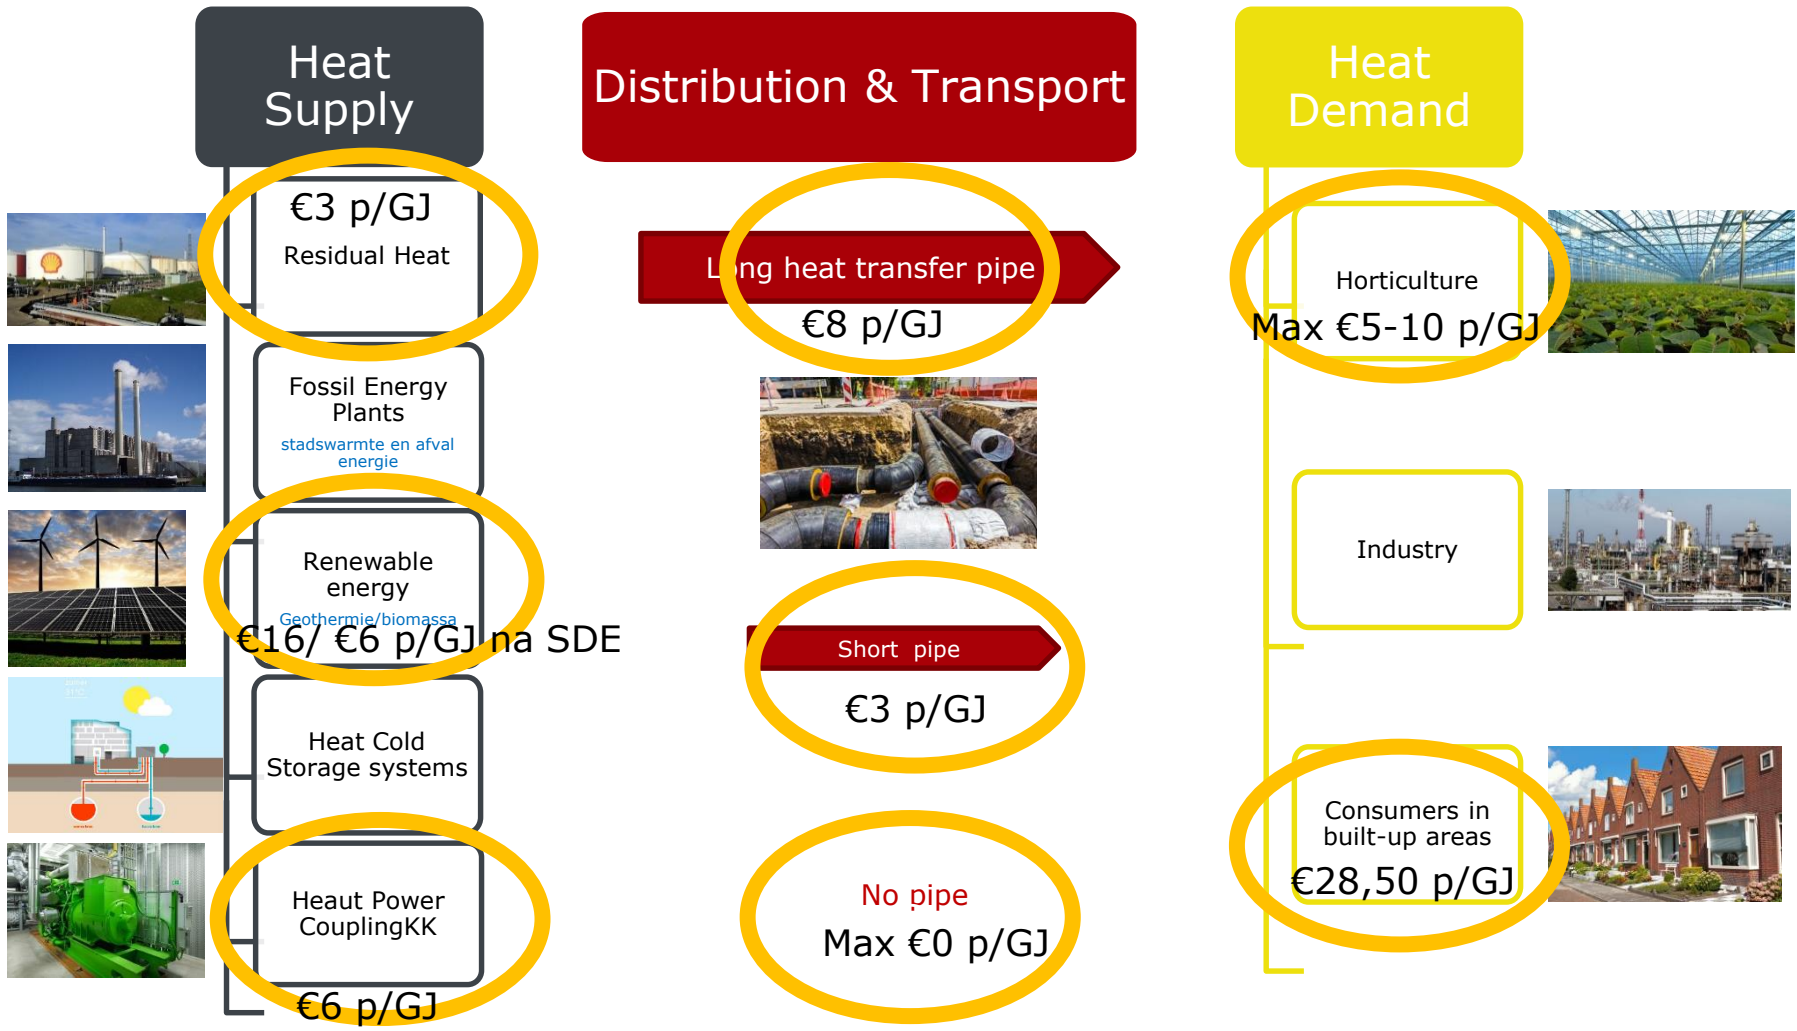 Heat
Supply
€3 p/GJ
Residual Heat
Fossil Energy
Plants
stadswarmte en afval
energie
Renewable
energy
Geothermie/biomassa
€16/ €6 p/GJ na SDE
Heat Cold
Storage systems
Heaut Power
CouplingKK
€6 p/GJ
Distribution & Transport
Long heat transfer pipe
€8 p/GJ
Short pipe
€3 p/GJ
No pipe
Max €0 p/GJ
Heat
Demand
Horticulture
Max €5-10 p/GJ
Industry
Consumers in
built-up areas
€28,50 p/GJ